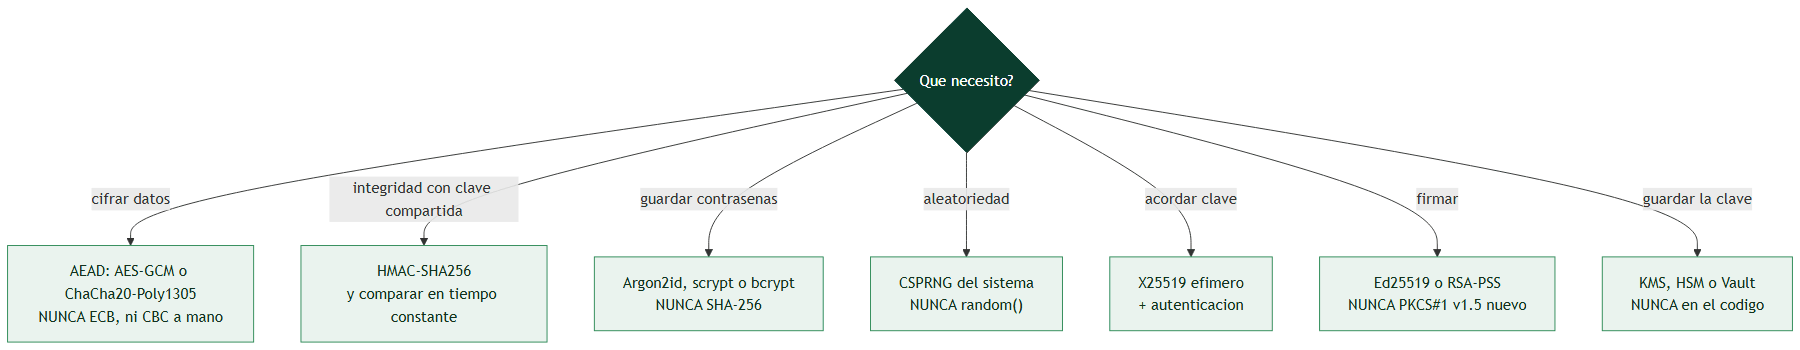 Que necesito?
cifrar datos
integridad con clave
compartida
guardar contrasenas
aleatoriedad
acordar clave
firmar
guardar la clave
AEAD: AES-GCM o
ChaCha20-Poly1305
NUNCA ECB, ni CBC a mano
HMAC-SHA256
y comparar en tiempo
constante
Argon2id, scrypt o bcrypt
NUNCA SHA-256
CSPRNG del sistema
NUNCA random()
X25519 efimero
+ autenticacion
Ed25519 o RSA-PSS
NUNCA PKCS#1 v1.5 nuevo
KMS, HSM o Vault
NUNCA en el codigo